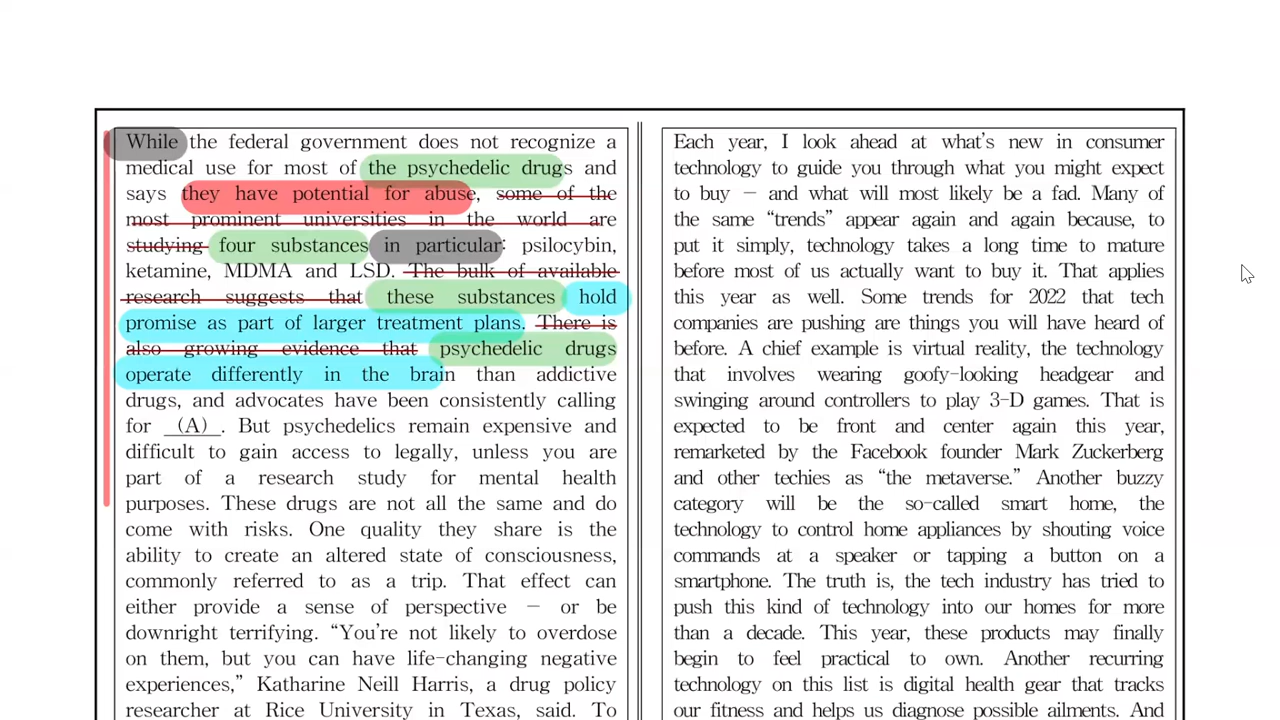 While the federal government does not recognize a
medical use for most of the psychedelic drugs and
says they have potential for abuse, some of the
most prominent universities in the world are
studying four substances in particular: psilocybin,
ketamine, MDMA and LSD. The bulk of available
research suggests that these substances hold
promise as part of larger treatment plans. There is
also growing evidence that psychedelic drugs
operate differently in the brain than addictive
drugs, and advocates have been consistently calling
for (A) . But psychedelics remain expensive and
difficult to gain access to legally, unless you are
part of a research study for mental health
purposes. These drugs are not all the same and do
come with risks. One quality they share is the
ability to create an altered state of consciousness,
commonly referred to as a trip. That effect can
either provide a sense of perspective — or be
downright terrifying. “You’re not likely to overdose
on them, but you can have life-changing negative
experiences,” Katharine Neill Harris, a drug policy
researcher at Rice University in Texas, said. To
Each year, I look ahead at what’s new in consumer
technology to guide you through what you might expect
to buy — and what will most likely be a fad. Many of
the same “trends” appear again and again because, to
put it simply, technology takes a long time to mature
before most of us actually want to buy it. That applies
this year as well. Some trends for 2022 that tech
companies are pushing are things you will have heard of
before. A chief example is virtual reality, the technology
that involves wearing goofy-looking headgear and
swinging around controllers to play 3-D games. That is
expected to be front and center again this year,
remarketed by the Facebook founder Mark Zuckerberg
and other techies as “the metaverse.” Another buzzy
category will be the so-called smart home, the
technology to control home appliances by shouting voice
commands at a speaker or tapping a button on a
smartphone. The truth is, the tech industry has tried to
push this kind of technology into our homes for more
than a decade. This year, these products may finally
begin to feel practical to own. Another recurring
technology on this list is digital health gear that tracks
our fitness and helps us diagnose possible ailments. And